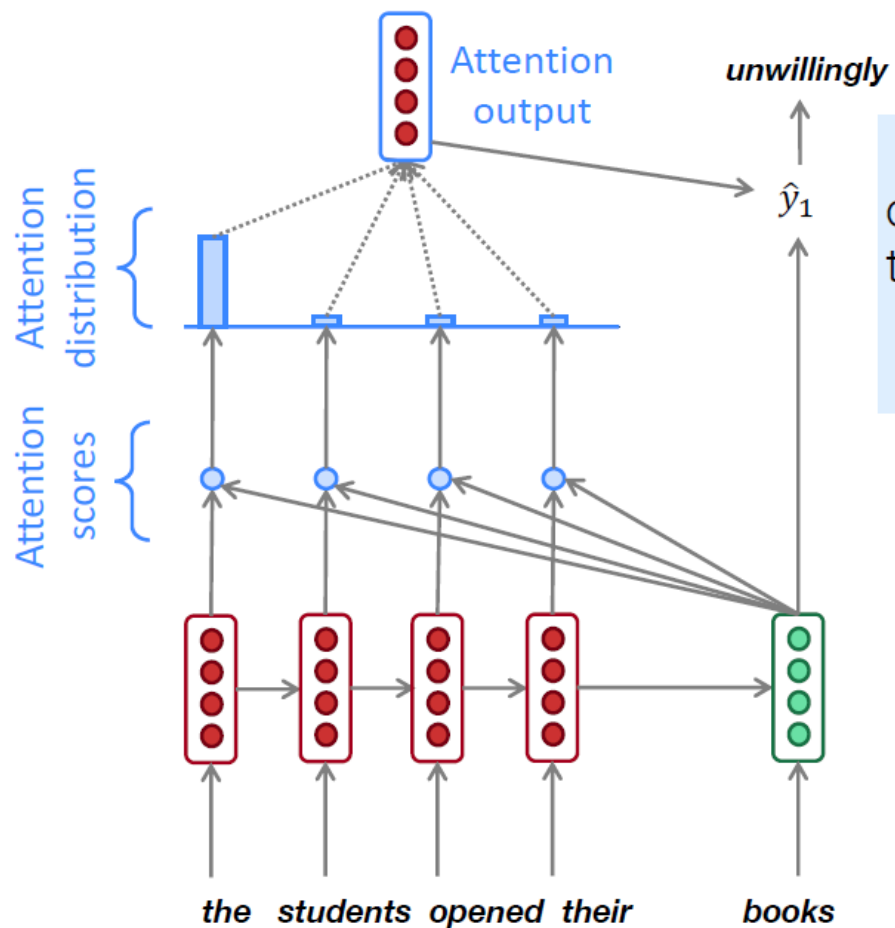 Attention
output
unwillingly
ŷ₁
Attention
distribution
Attention
scores
the students opened their books